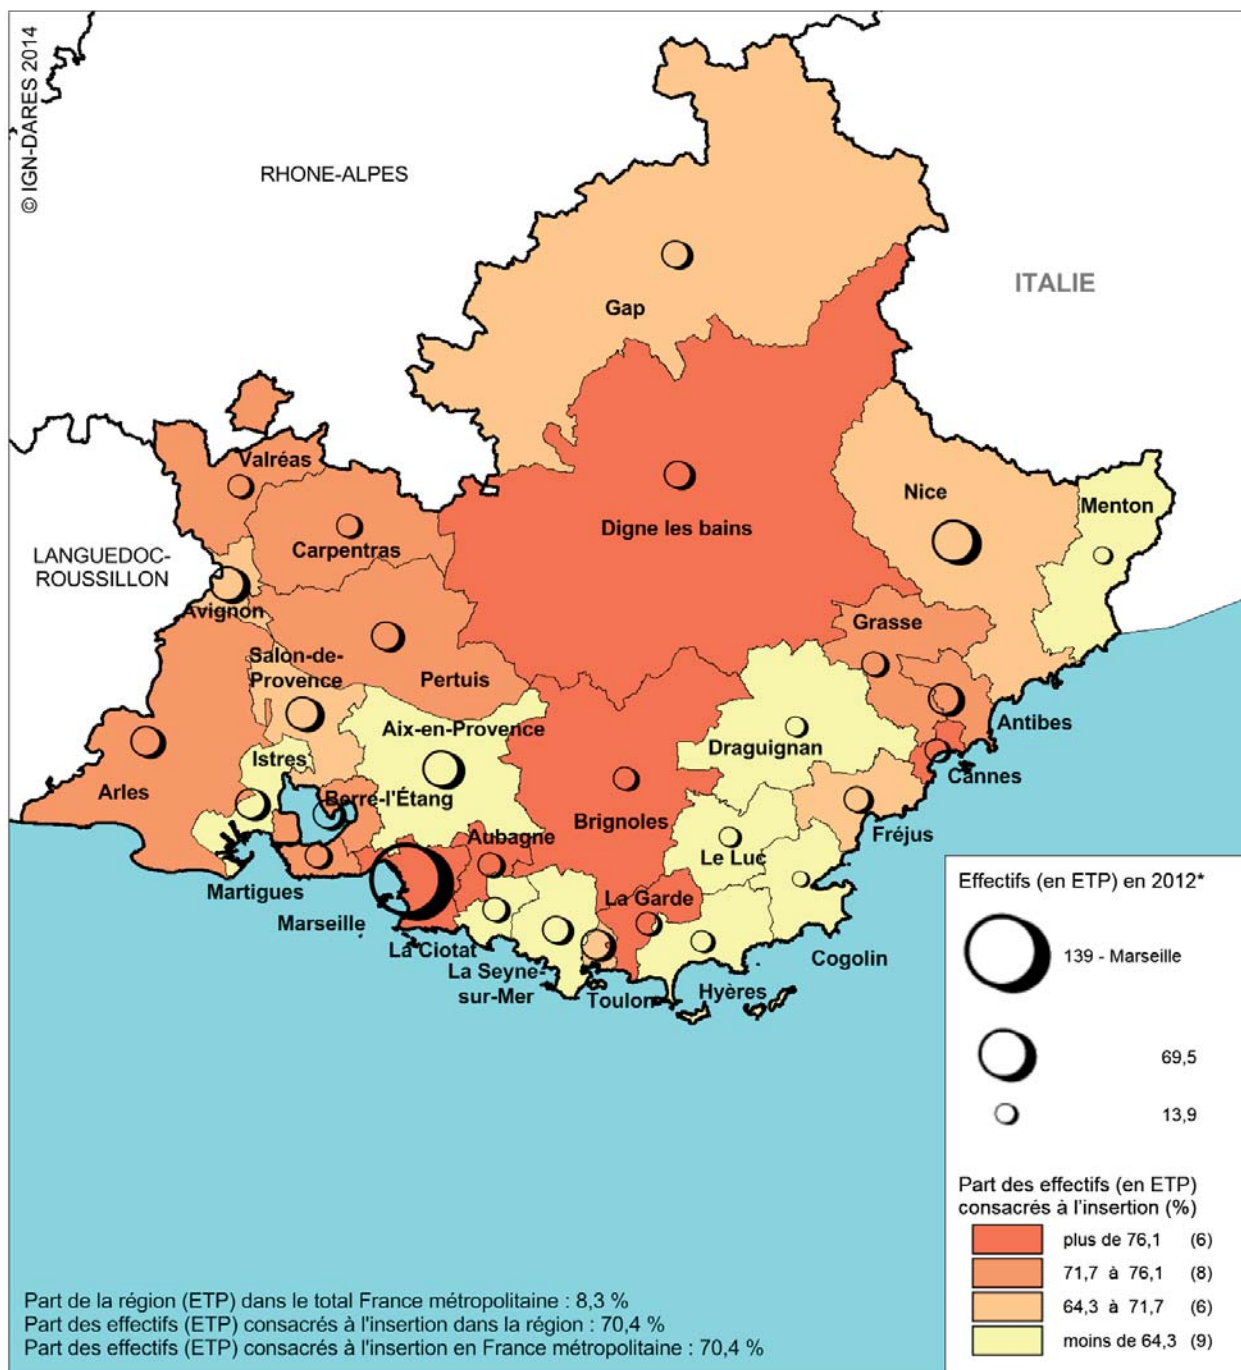 © IGN-DARES 2014
RHONE-ALPES
ITALIE
Gap
Valréas
Nice
Menton
Digne les bains
Carpentras
LANGUEDOC-
ROUSSILLON
Avignon
Grasse
Salon-de-
Provence
Pertuis
Aix-en-Provence
Antibes
Draguignan
Istres
Cannes
Arles
Berre-l'Étang
Brignoles
Fréjus
Aubagne
Le Luc
Martigues
La Garde
Marseille
La Ciotat
Cogolin
La Seyne-
sur-Mer
Toulon
Hyères
Effectifs (en ETP) en 2012*
139 - Marseille
69,5
13,9
Part des effectifs (en ETP)
consacrés à l'insertion (%)
plus de 76,1 (6)
71,7 à 76,1 (8)
64,3 à 71,7 (6)
moins de 64,3 (9)
Part de la région (ETP) dans le total France métropolitaine : 8,3 %
Part des effectifs (ETP) consacrés à l'insertion dans la région : 70,4 %
Part des effectifs (ETP) consacrés à l'insertion en France métropolitaine : 70,4 %